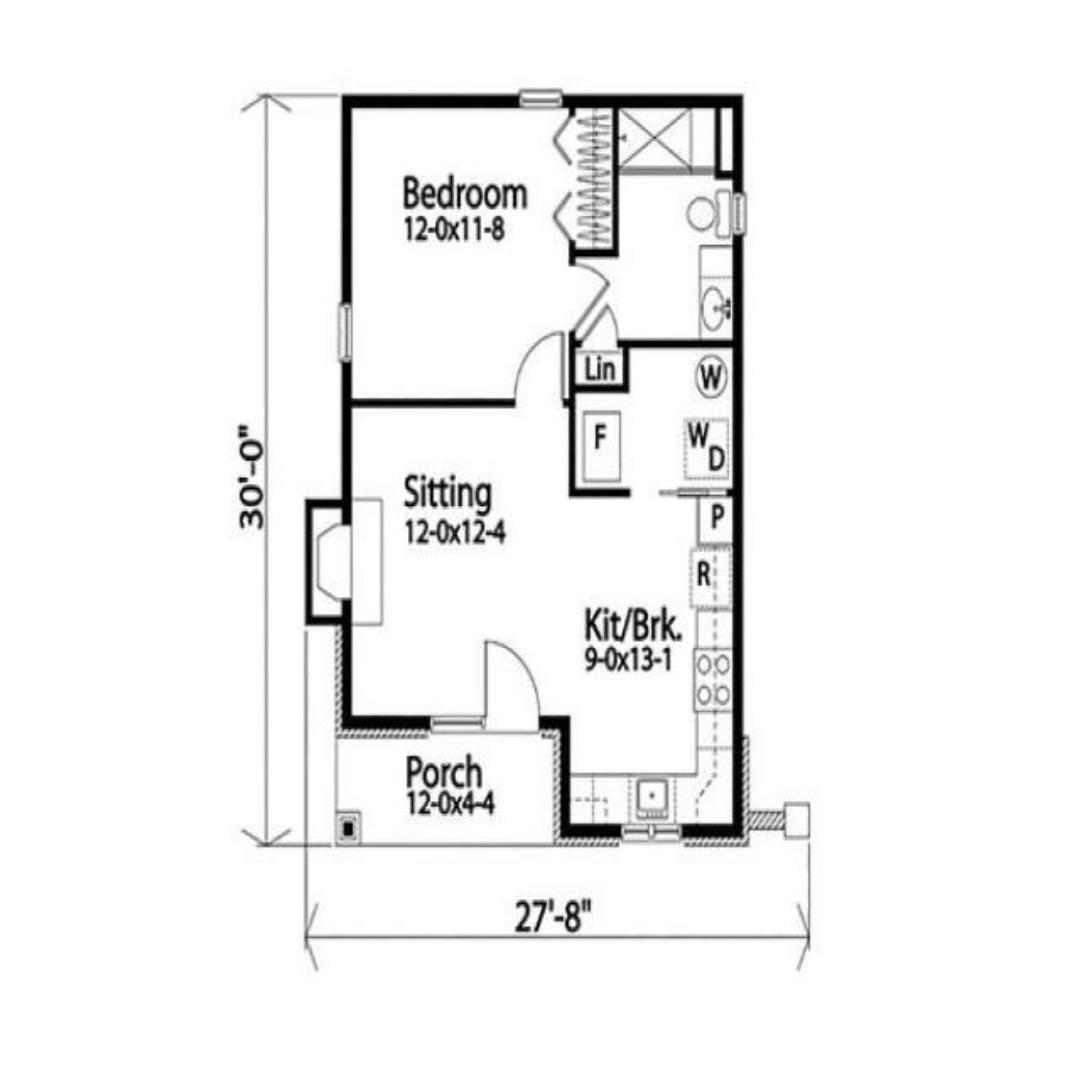 Bedroom
12-0x11-8
Lin
W
F
W
D
30'-0"
Sitting
12-0x12-4
P
R
Kit/Brk.
9-0x13-1
Porch
12-0x4-4
27'-8"